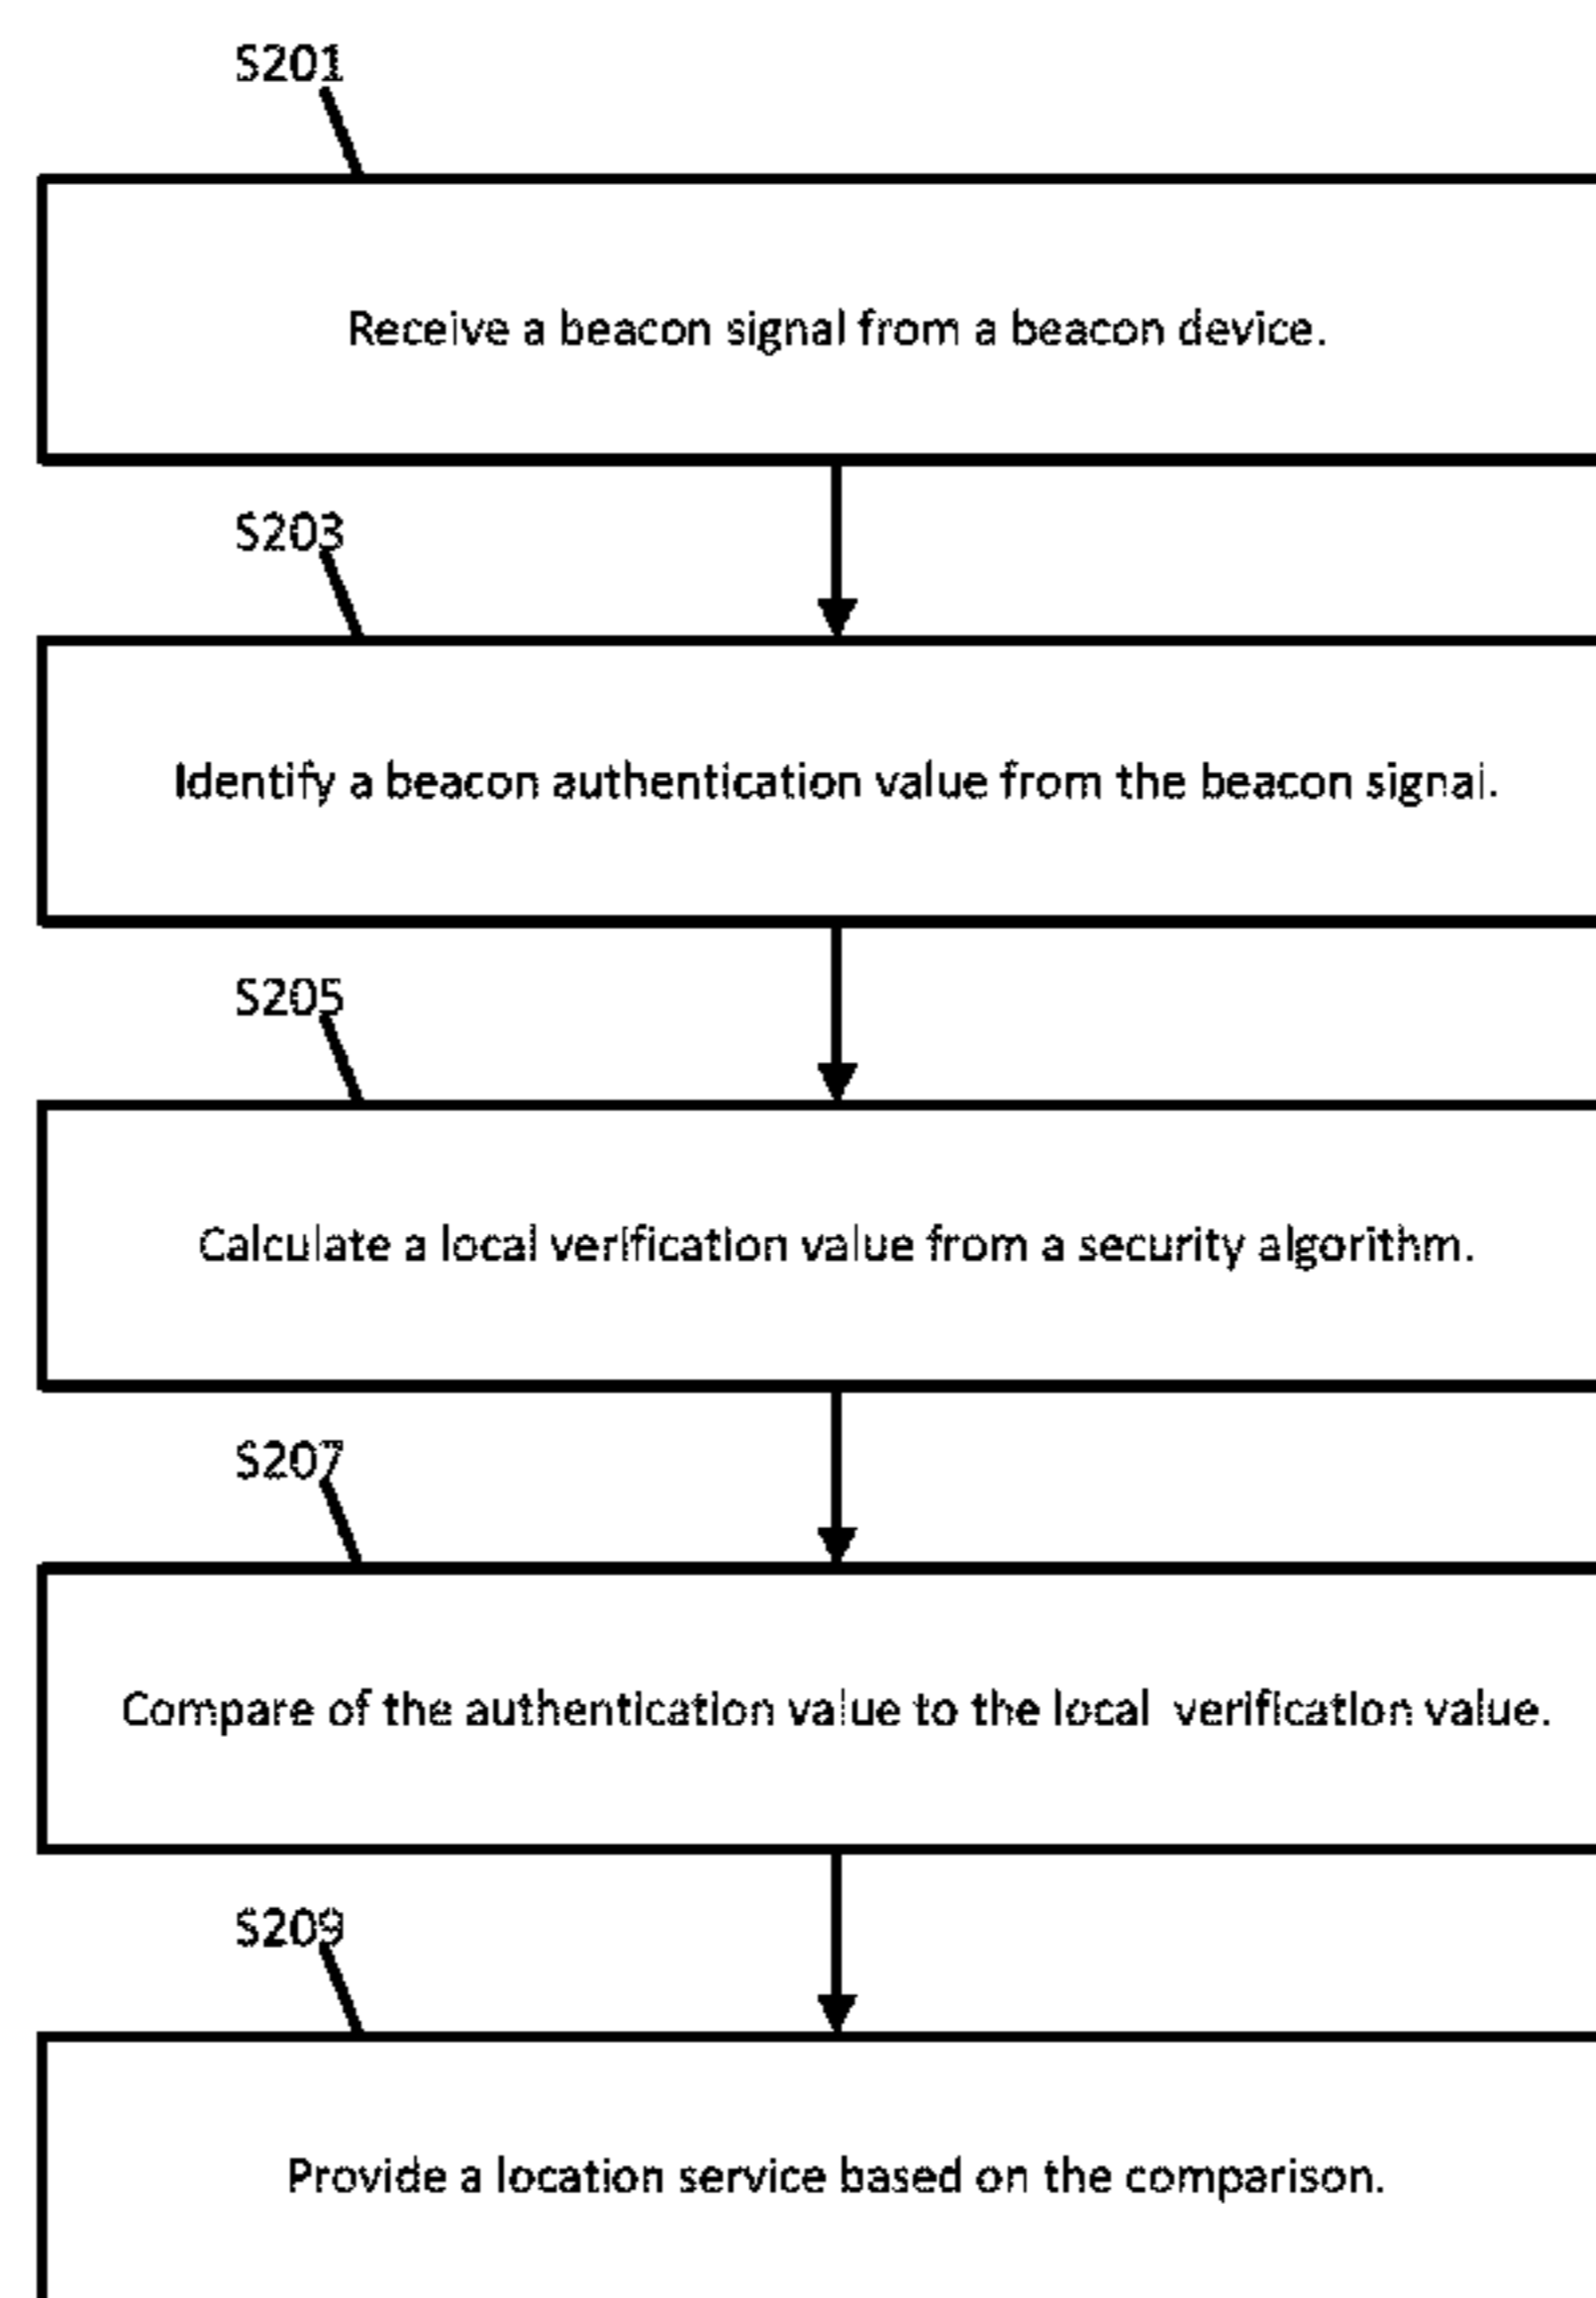 S201
Receive a beacon signal from a beacon device.
S203
Identify a beacon authentication value from the beacon signal.
S205
Calculate a local verification value from a security algorithm.
S207
Compare of the authentication value to the local verification value.
S209
Provide a location service based on the comparison.